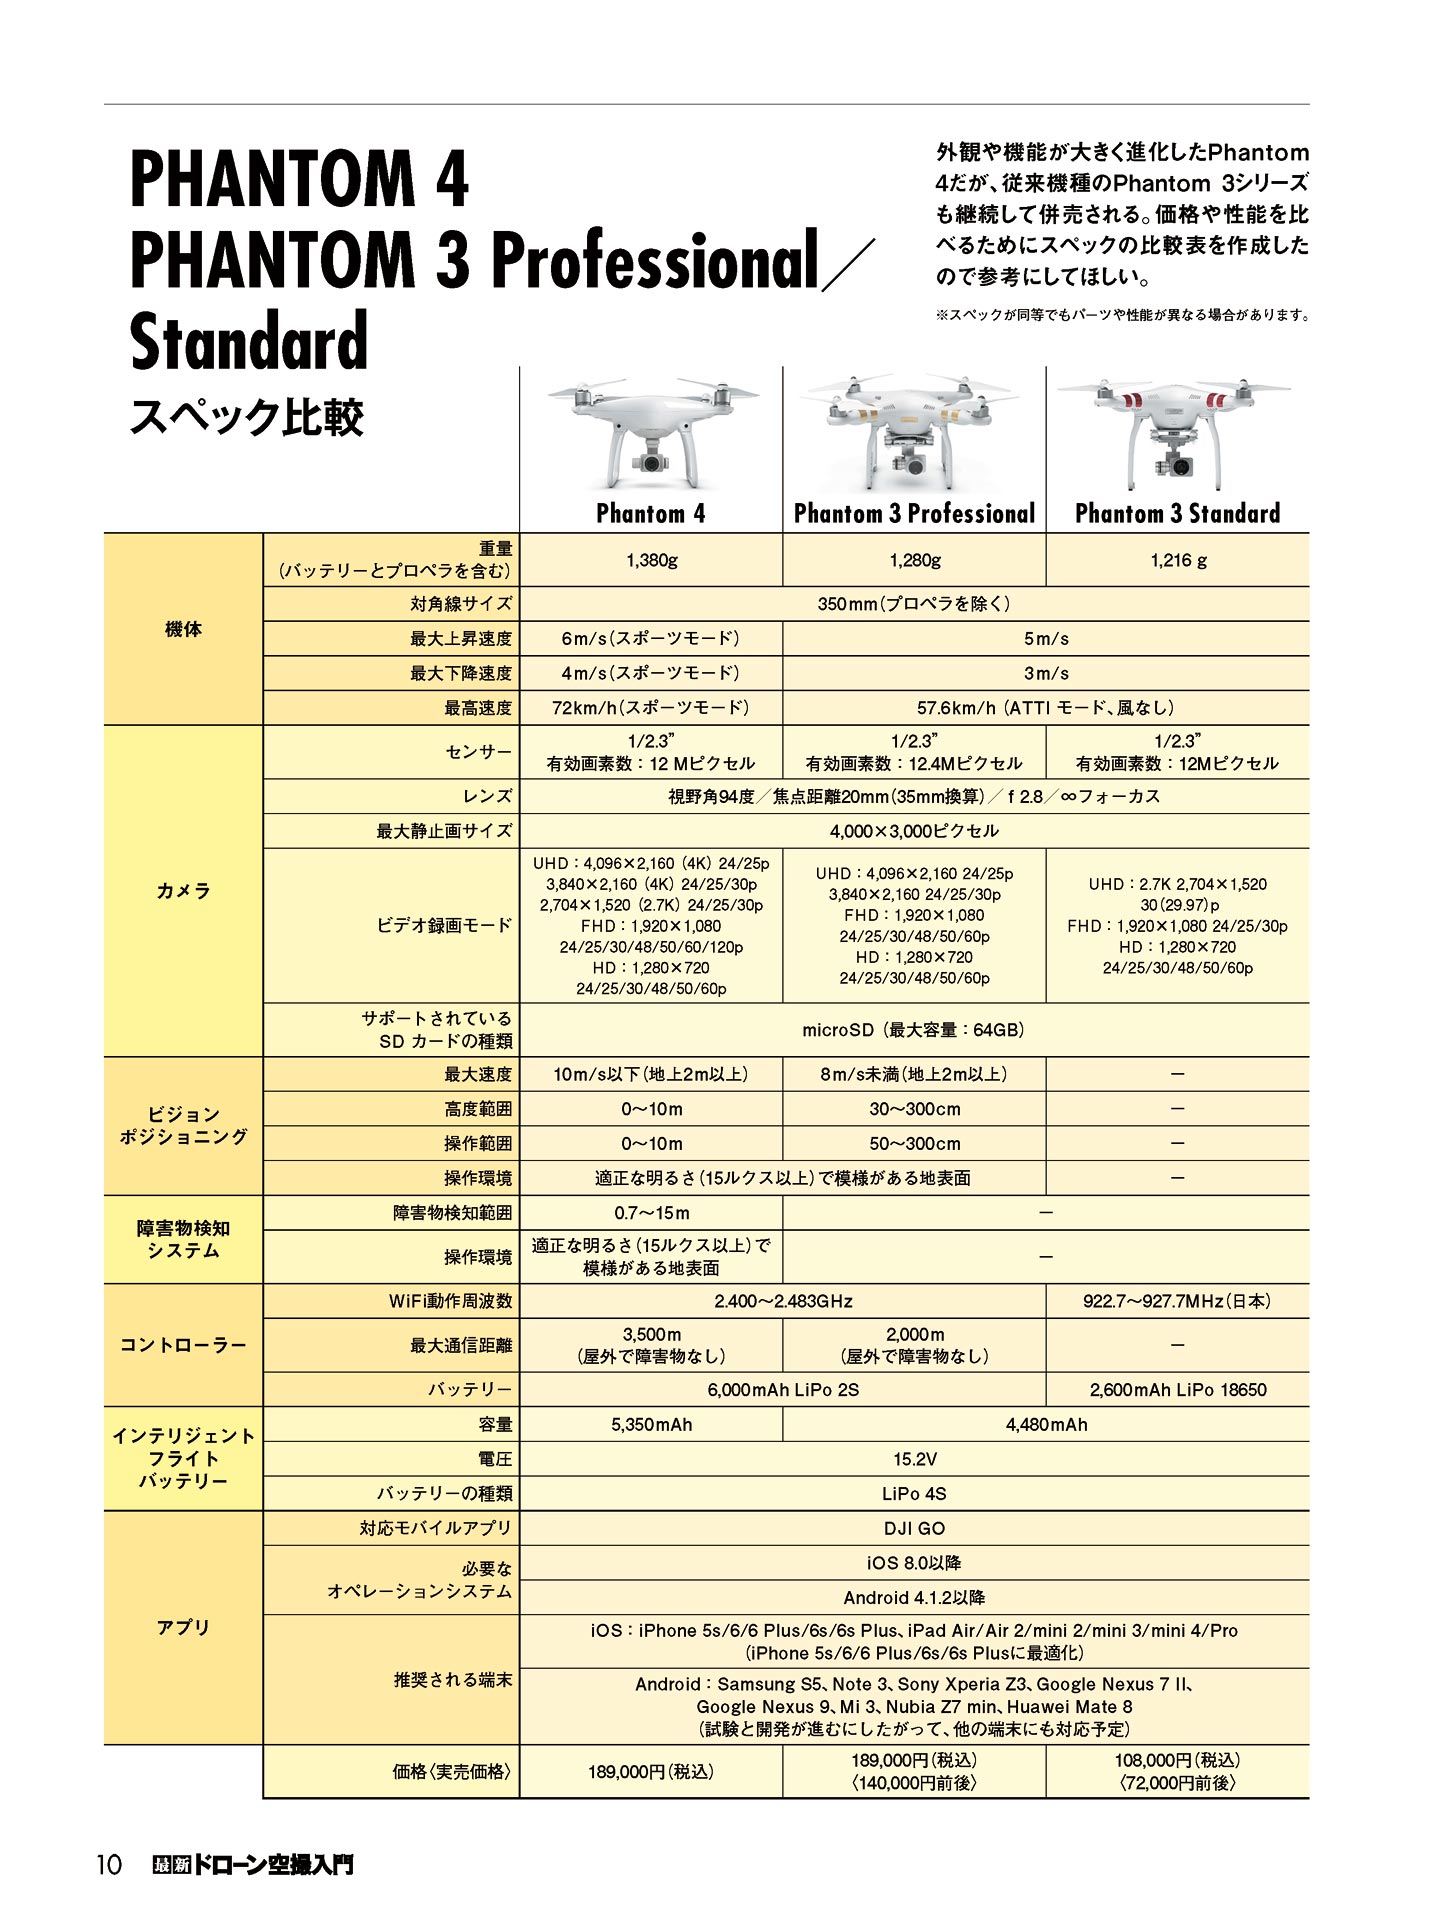 PHANTOM 4
PHANTOM 3 Professional／
Standard
スペック比較
外観や機能が大きく進化したPhantom
4だが、従来機種のPhantom 3シリーズ
も継続して併売される。価格や性能を比
べるためにスペックの比較表を作成した
ので参考にしてほしい。
※スペックが同等でもパーツや性能が異なる場合があります。
Phantom 4 Phantom 3 Professional Phantom 3 Standard
機体
重量
（バッテリーとプロペラを含む）
1,380g 1,280g 1,216 g
対角線サイズ 350mm（プロペラを除く）
最大上昇速度 6m/s（スポーツモード） 5m/s
最大下降速度 4m/s（スポーツモード） 3m/s
最高速度 72km/h（スポーツモード） 57.6km/h（ATTI モード、風なし）
カメラ
センサー
1/2.3”
有効画素数：12 Mピクセル
1/2.3”
有効画素数：12.4Mピクセル
1/2.3”
有効画素数：12Mピクセル
レンズ 視野角94度／焦点距離20mm（35mm換算）／ f 2.8／∞フォーカス
最大静止画サイズ 4,000×3,000ピクセル
ビデオ録画モード
UHD：4,096×2,160（4K）24/25p
3,840×2,160（4K）24/25/30p
2,704×1,520（2.7K）24/25/30p
FHD：1,920×1,080
24/25/30/48/50/60/120p
HD：1,280×720
24/25/30/48/50/60p
UHD：4,096×2,160 24/25p
3,840×2,160 24/25/30p
FHD：1,920×1,080
24/25/30/48/50/60p
HD：1,280×720
24/25/30/48/50/60p
UHD：2.7K 2,704×1,520
30（29.97）p
FHD：1,920×1,080 24/25/30p
HD：1,280×720
24/25/30/48/50/60p
サポートされている
SD カードの種類
microSD（最大容量：64GB）
ビジョン
ポジショニング
最大速度 10m/s以下（地上2m以上） 8m/s未満（地上2m以上） －
高度範囲 0〜10m 30〜300cm －
操作範囲 0〜10m 50〜300cm －
操作環境 適正な明るさ（15ルクス以上）で模様がある地表面 －
障害物検知
システム
障害物検知範囲 0.7〜15m －
操作環境
適正な明るさ（15ルクス以上）で
模様がある地表面
－
コントローラー
WiFi動作周波数 2.400〜2.483GHz 922.7〜927.7MHz（日本）
最大通信距離
3,500m
（屋外で障害物なし）
2,000m
（屋外で障害物なし）
－
バッテリー 6,000mAh LiPo 2S 2,600mAh LiPo 18650
インテリジェント
フライト
バッテリー
容量 5,350mAh 4,480mAh
電圧 15.2V
バッテリーの種類 LiPo 4S
アプリ
対応モバイルアプリ DJI GO
必要な
オペレーションシステム
iOS 8.0以降
Android 4.1.2以降
推奨される端末
iOS：iPhone 5s/6/6 Plus/6s/6s Plus、iPad Air/Air 2/mini 2/mini 3/mini 4/Pro
（iPhone 5s/6/6 Plus/6s/6s Plusに最適化）
Android：Samsung S5、Note 3、Sony Xperia Z3、Google Nexus 7 II、
Google Nexus 9、Mi 3、Nubia Z7 min、Huawei Mate 8
（試験と開発が進むにしたがって、他の端末にも対応予定）
価格〈実売価格〉
189,000円（税込）
189,000円（税込）
〈140,000円前後〉
108,000円（税込）
〈72,000円前後〉
10 最新ドローン空撮入門